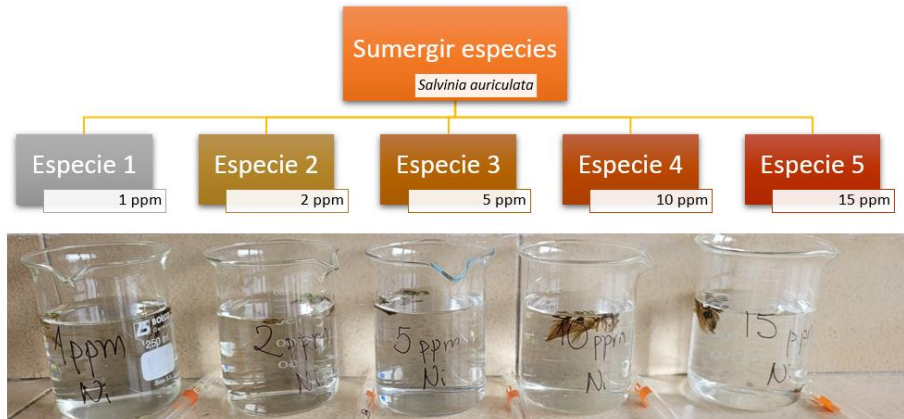 Sumergir especies
Salvinia auriculata
Especie 1
1 ppm
Especie 2
2 ppm
Especie 3
5 ppm
Especie 4
10 ppm
Especie 5
15 ppm
1ppm
Ni
250 ml
2 ppm
Ni
5 ppm
Ni
10 ppm
Ni
15 ppm
Ni